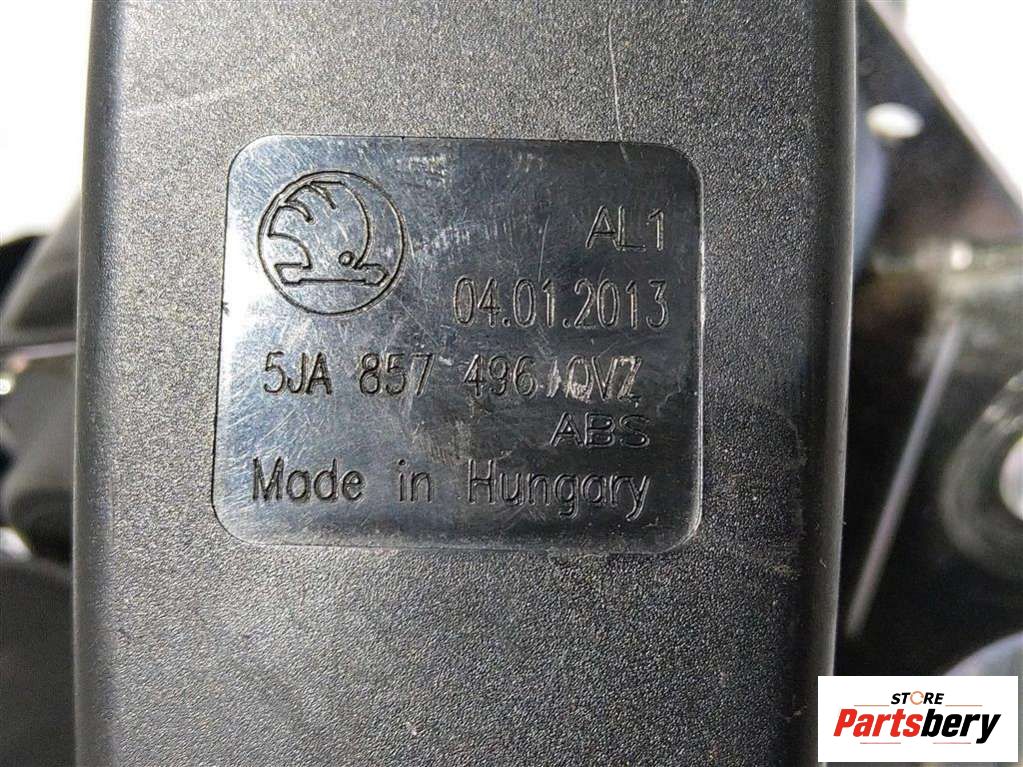 AL1
04.01.2013
5JA 857 496/QVZ
ABS
Made in Hungary
STORE
Partsbery